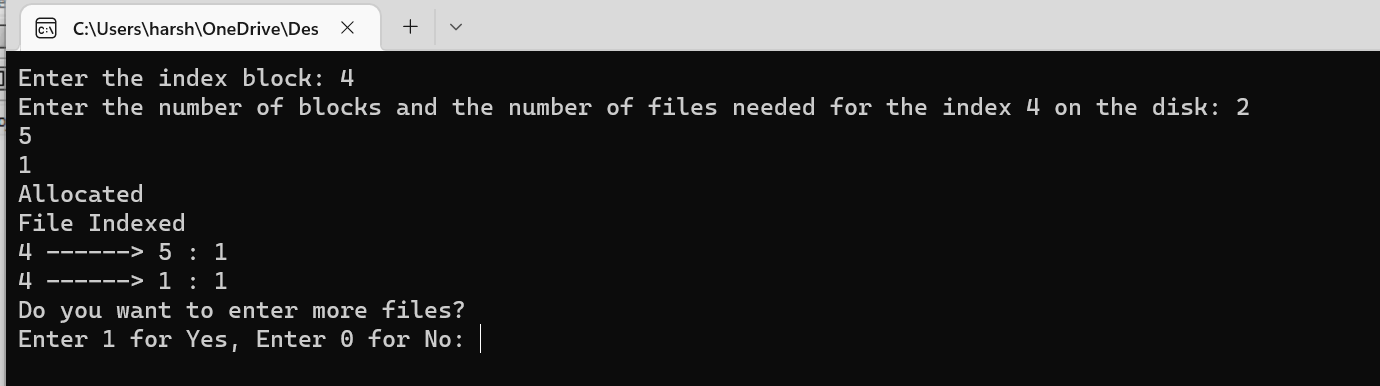 C:\Users\harsh\OneDrive\Des
Enter the index block: 4
Enter the number of blocks and the number of files needed for the index 4 on the disk: 2
5
1
Allocated
File Indexed
4 ------> 5 : 1
4 ------> 1 : 1
Do you want to enter more files?
Enter 1 for Yes, Enter 0 for No: